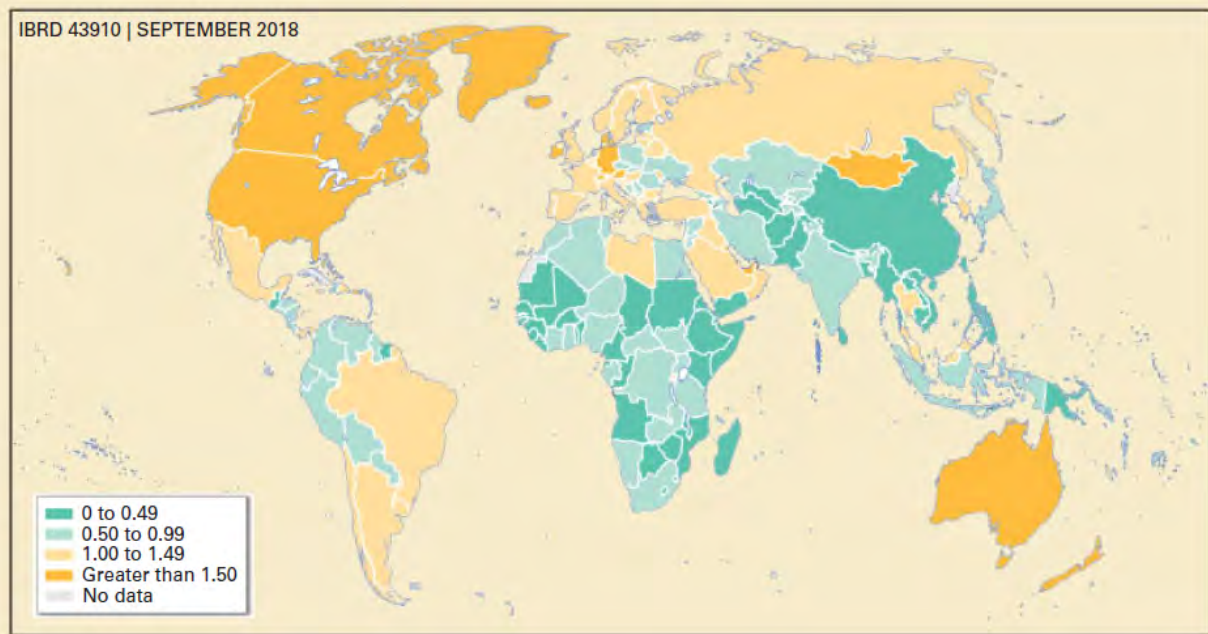 IBRD 43910 | SEPTEMBER 2018
0 to 0.49
0.50 to 0.99
1.00 to 1.49
Greater than 1.50
No data